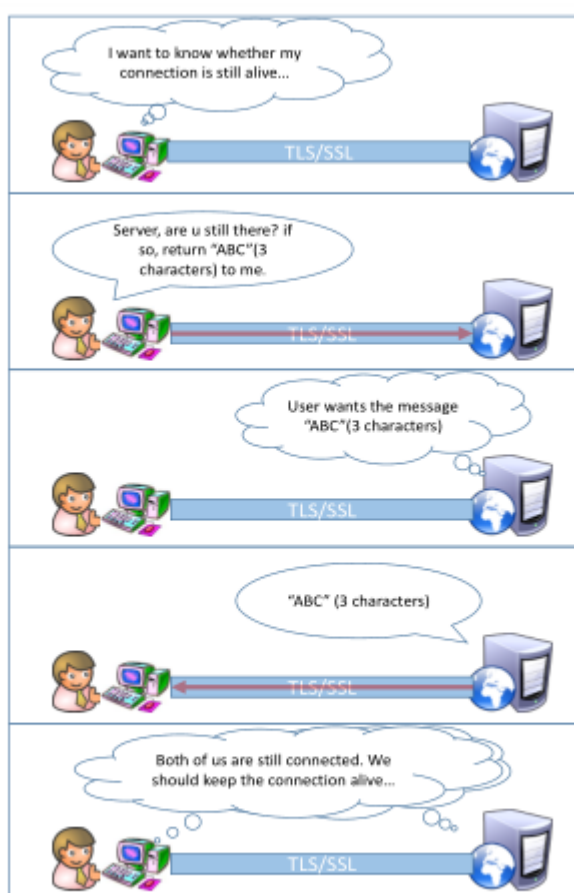 I want to know whether my
connection is still alive...
TLS/SSL
Server, are u still there? if
so, return “ABC”(3
characters) to me.
TLS/SSL
User wants the message
“ABC”(3 characters)
TLS/SSL
“ABC” (3 characters)
TLS/SSL
Both of us are still connected. We
should keep the connection alive...
TLS/SSL